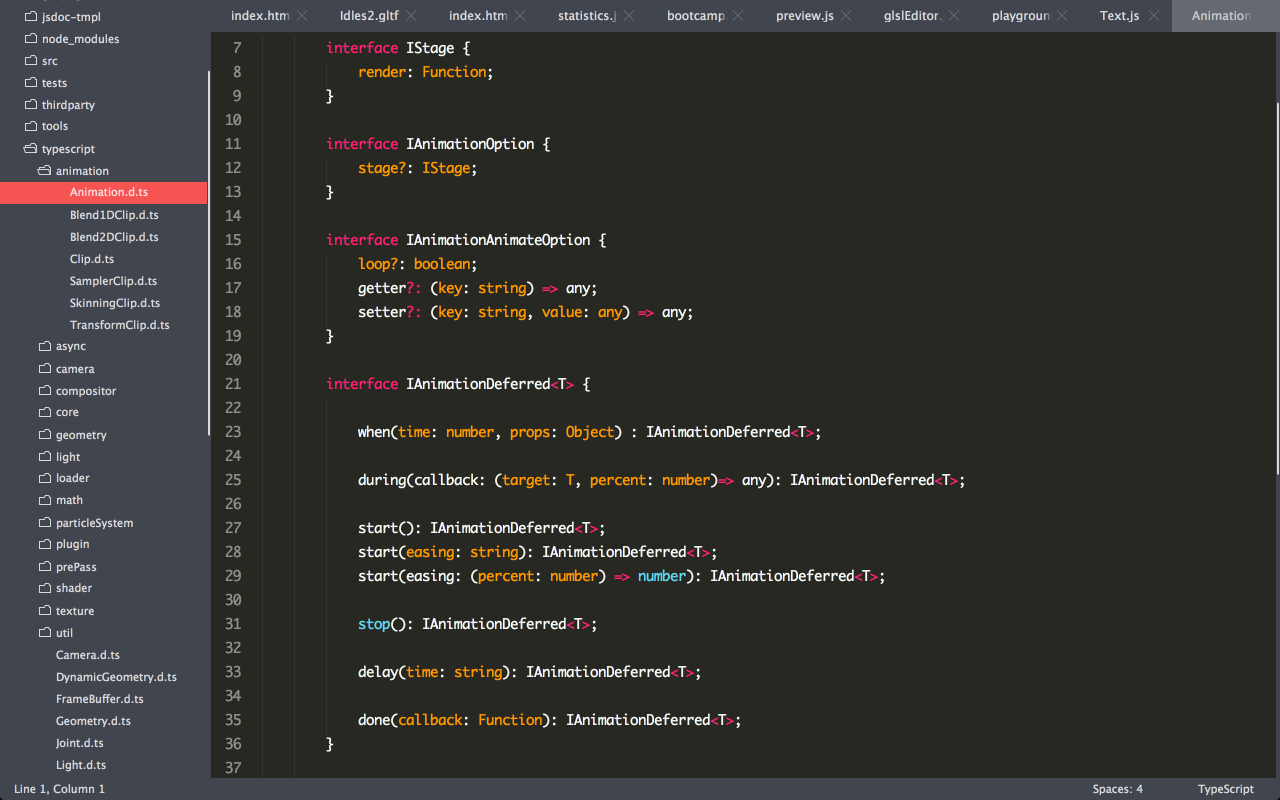 jsdoc-tmpl
node_modules
src
tests
thirdparty
tools
typescript
animation
Animation.d.ts
Blend1DClip.d.ts
Blend2DClip.d.ts
Clip.d.ts
SamplerClip.d.ts
SkinningClip.d.ts
TransformClip.d.ts
async
camera
compositor
core
geometry
light
loader
math
particleSystem
plugin
prePass
shader
texture
util
Camera.d.ts
DynamicGeometry.d.ts
FrameBuffer.d.ts
Geometry.d.ts
Joint.d.ts
Light.d.ts
index.htm Idles2.gltf index.htm statistics.j bootcamp. preview.js glslEditor. playgroun Text.js Animation
7 interface IStage {
8 render: Function;
9 }
10
11 interface IAnimationOption {
12 stage?: IStage;
13 }
14
15 interface IAnimationAnimateOption {
16 loop?: boolean;
17 getter?: (key: string) => any;
18 setter?: (key: string, value: any) => any;
19 }
20
21 interface IAnimationDeferred<T> {
22
23 when(time: number, props: Object) : IAnimationDeferred<T>;
24
25 during(callback: (target: T, percent: number)=> any): IAnimationDeferred<T>;
26
27 start(): IAnimationDeferred<T>;
28 start(easing: string): IAnimationDeferred<T>;
29 start(easing: (percent: number) => number): IAnimationDeferred<T>;
30
31 stop(): IAnimationDeferred<T>;
32
33 delay(time: string): IAnimationDeferred<T>;
34
35 done(callback: Function): IAnimationDeferred<T>;
36 }
37
Line 1, Column 1 Spaces: 4 TypeScript